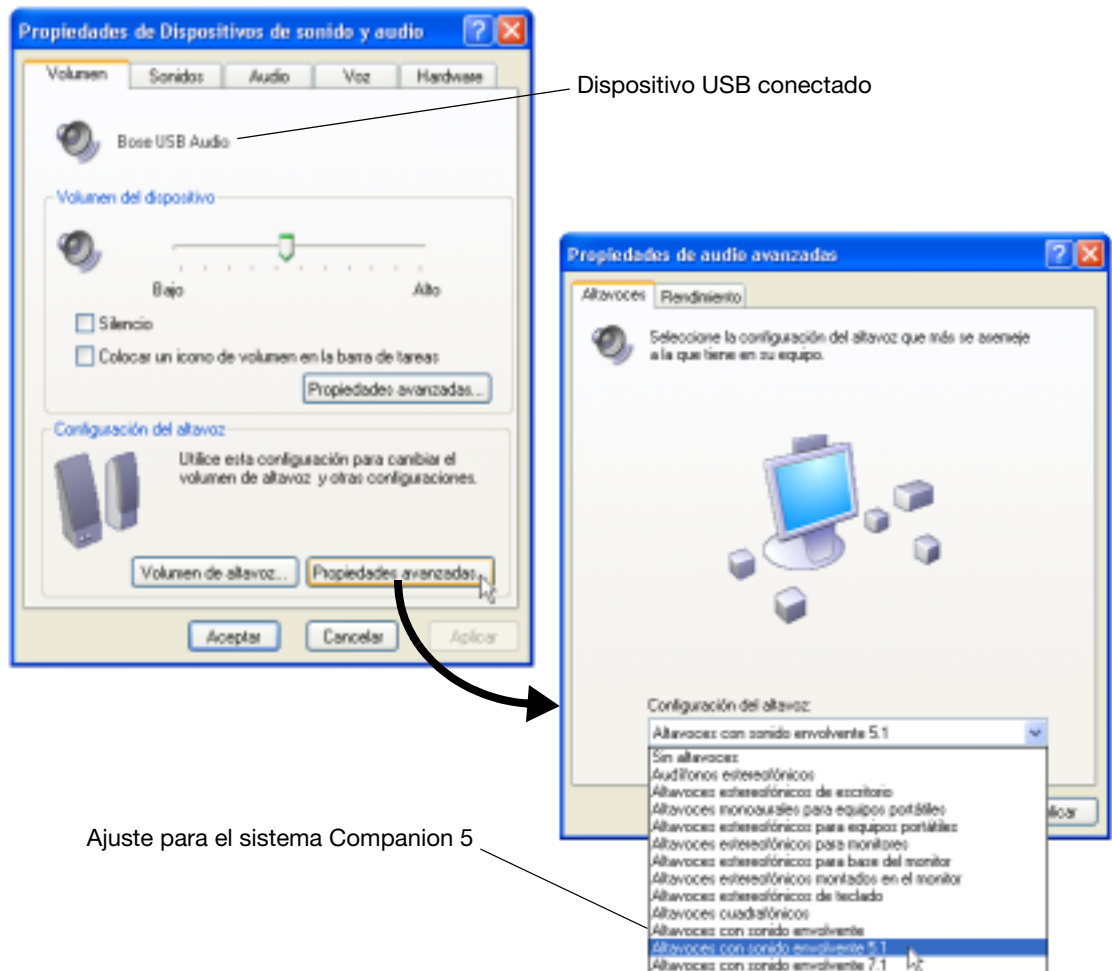 Propiedades de Dispositivos de sonido y audio
Volumen Sonidos Audio Voz Hardware
Dispositivo USB conectado
Bose USB Audio
Volumen del dispositivo
Bajo Alto
Silencio
Colocar un icono de volumen en la barra de tareas
Propiedades avanzadas...
Configuración del altavoz
Utilice esta configuración para cambiar el
volumen de altavoz y otras configuraciones.
Volumen de altavoz... Propiedades avanzadas...
Aceptar Cancelar Aplicar
Propiedades de audio avanzadas
Altavoces Rendimiento
Seleccione la configuración del altavoz que más se asemeje
a la que tiene en su equipo.
Configuración del altavoz:
Altavoces con sonido envolvente 5.1
Sin altavoces
Audífonos estereofónicos
Altavoces estereofónicos de escritorio
Altavoces monoaurales para equipos portátiles
Altavoces estereofónicos para equipos portátiles
Altavoces estereofónicos para monitores
Altavoces estereofónicos para base del monitor
Altavoces estereofónicos montados en el monitor
Altavoces estereofónicos de teclado
Altavoces cuadrafónicos
Altavoces con sonido envolvente
Altavoces con sonido envolvente 5.1
Altavoces con sonido envolvente 7.1
Ajuste para el sistema Companion 5